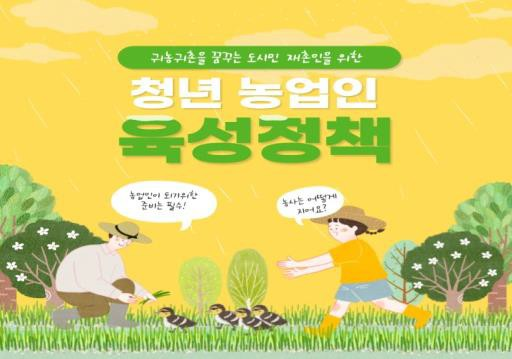 귀농귀촌을 꿈꾸는 도시민 재촌인을 위한
청년 농업인
육성정책
농업인이 되기위한
준비는 필수!
농사는 어떻게
지어요?